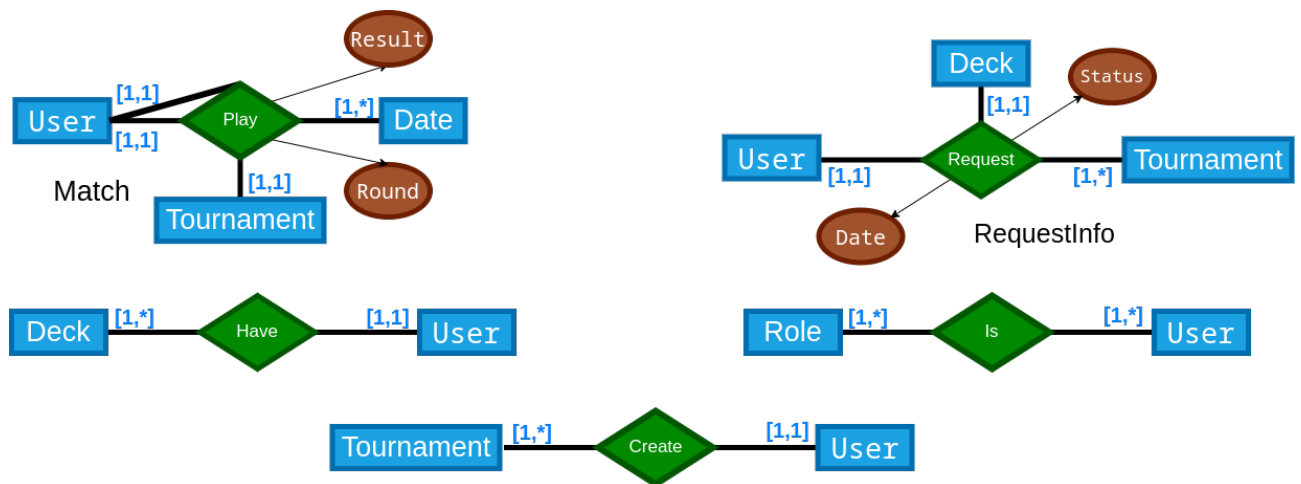 Result
[1,1]
User
Play
[1,*]
Date
[1,1]
Match
[1,1]
Round
Tournament
Deck
Status
[1,1]
User
Request
Tournament
[1,1]
[1,*]
Date
RequestInfo
Deck
[1,*]
Have
[1,1]
User
Role
[1,*]
Is
[1,*]
User
Tournament
[1,*]
Create
[1,1]
User